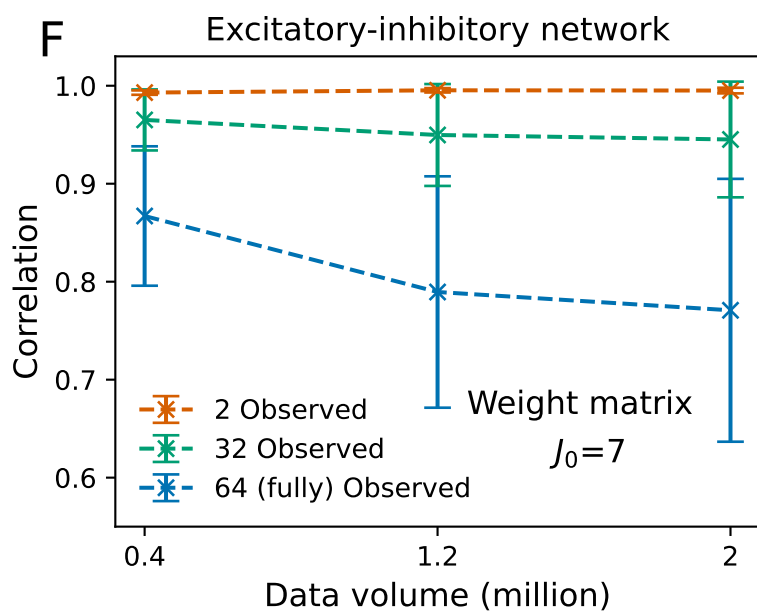 F
Excitatory-inhibitory network
Correlation
1.0
0.9
0.8
0.7
0.6
2 Observed
32 Observed
64 (fully) Observed
Weight matrix
J₀=7
0.4
1.2
2
Data volume (million)